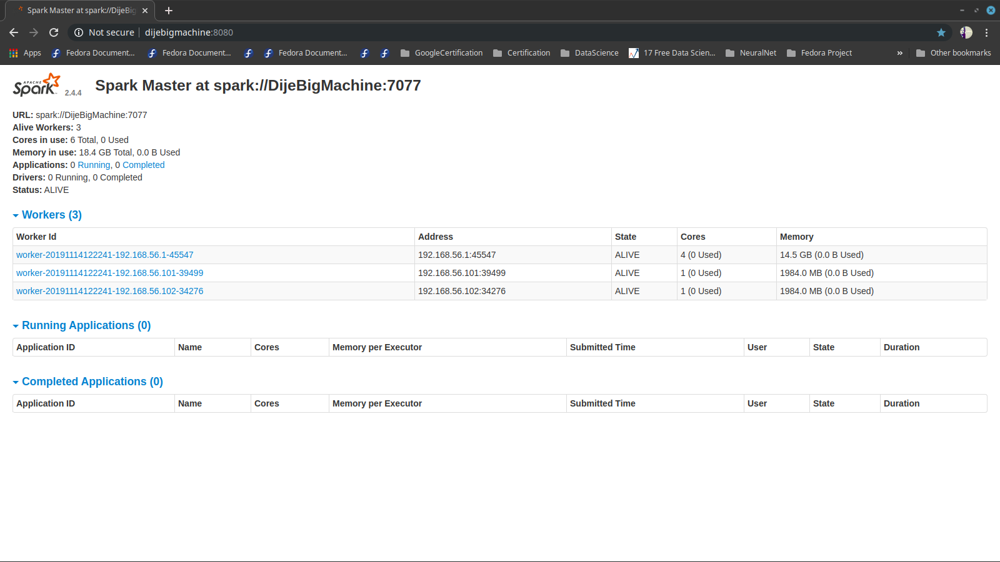 Spark Master at spark://DijeBig
Not secure | dijebigmachine:8080
Apps Fedora Document... Fedora Document... Fedora Document... GoogleCertification Certification DataScience 17 Free Data Scien... NeuralNet Fedora Project » Other bookmarks
APACHE Spark 2.4.4 Spark Master at spark://DijeBigMachine:7077
URL: spark://DijeBigMachine:7077
Alive Workers: 3
Cores in use: 6 Total, 0 Used
Memory in use: 18.4 GB Total, 0.0 B Used
Applications: 0 Running, 0 Completed
Drivers: 0 Running, 0 Completed
Status: ALIVE
Workers (3)
Worker Id Address State Cores Memory
worker-20191114122241-192.168.56.1-45547 192.168.56.1:45547 ALIVE 4 (0 Used) 14.5 GB (0.0 B Used)
worker-20191114122241-192.168.56.101-39499 192.168.56.101:39499 ALIVE 1 (0 Used) 1984.0 MB (0.0 B Used)
worker-20191114122241-192.168.56.102-34276 192.168.56.102:34276 ALIVE 1 (0 Used) 1984.0 MB (0.0 B Used)
Running Applications (0)
Application ID Name Cores Memory per Executor Submitted Time User State Duration
Completed Applications (0)
Application ID Name Cores Memory per Executor Submitted Time User State Duration